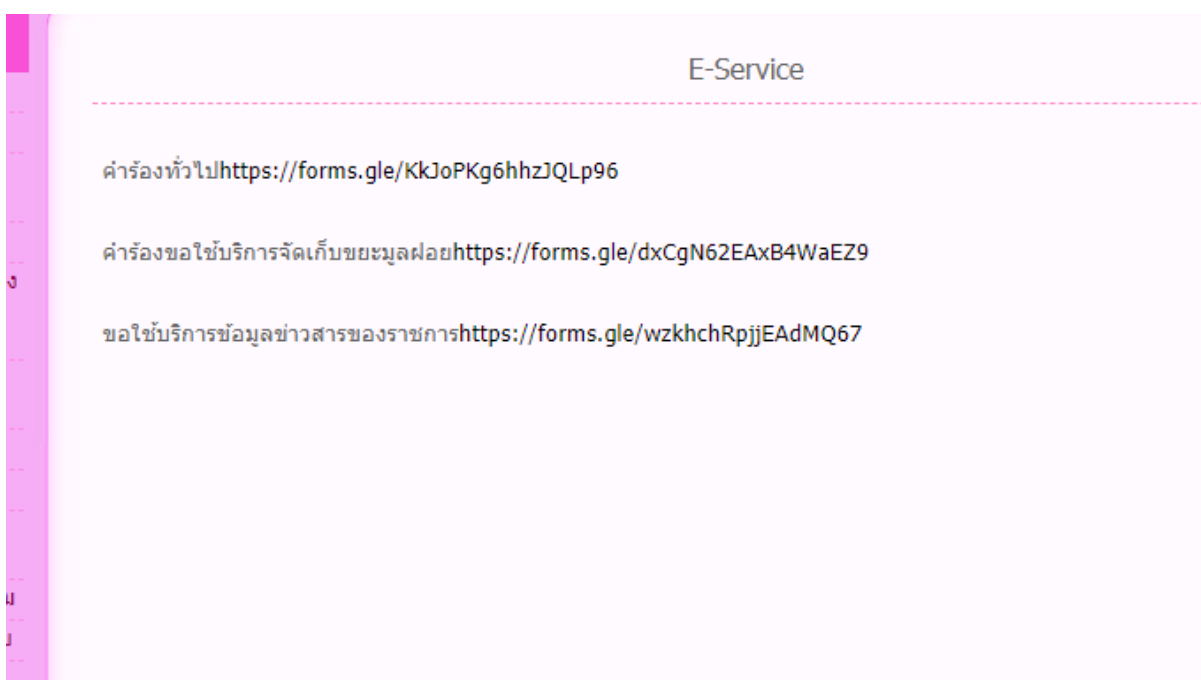 E-Service
คำร้องทั่วไปhttps://forms.gle/KkJoPKg6hhzJQLp96
คำร้องขอใช้บริการจัดเก็บขยะมูลฝอยhttps://forms.gle/dxCgN62EAxB4WaEZ9
ขอใช้บริการข้อมูลข่าวสารของราชการhttps://forms.gle/wzkhchRpjjEAdMQ67
ง